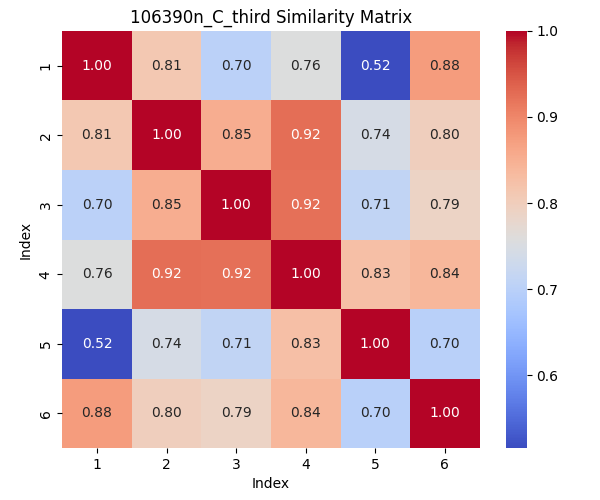 106390n_C_third Similarity Matrix
1 1.00 0.81 0.70 0.76 0.52 0.88
2 0.81 1.00 0.85 0.92 0.74 0.80
3 0.70 0.85 1.00 0.92 0.71 0.79
4 0.76 0.92 0.92 1.00 0.83 0.84
5 0.52 0.74 0.71 0.83 1.00 0.70
6 0.88 0.80 0.79 0.84 0.70 1.00
1 2 3 4 5 6
Index
Index
1.0
0.9
0.8
0.7
0.6